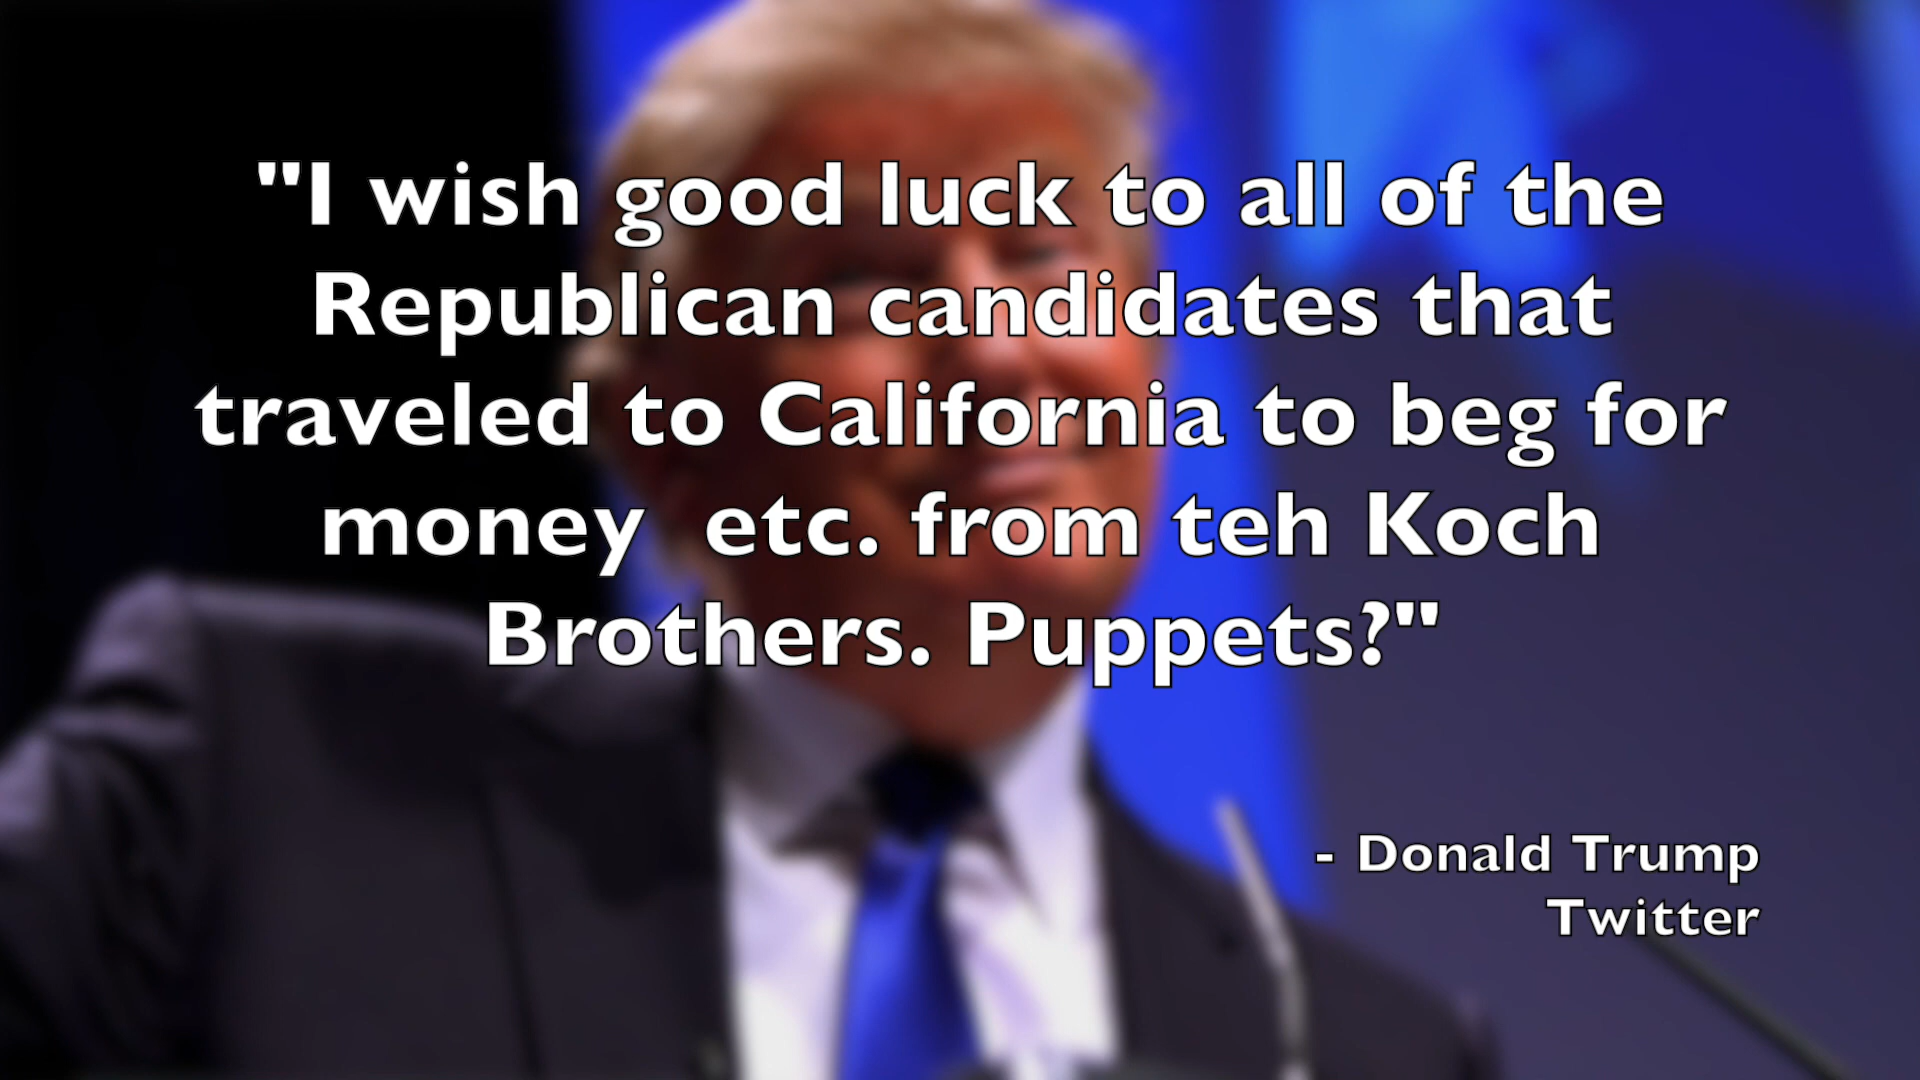 "I wish good luck to all of the
Republican candidates that
traveled to California to beg for
money  etc. from teh Koch
Brothers. Puppets?"
- Donald Trump
Twitter